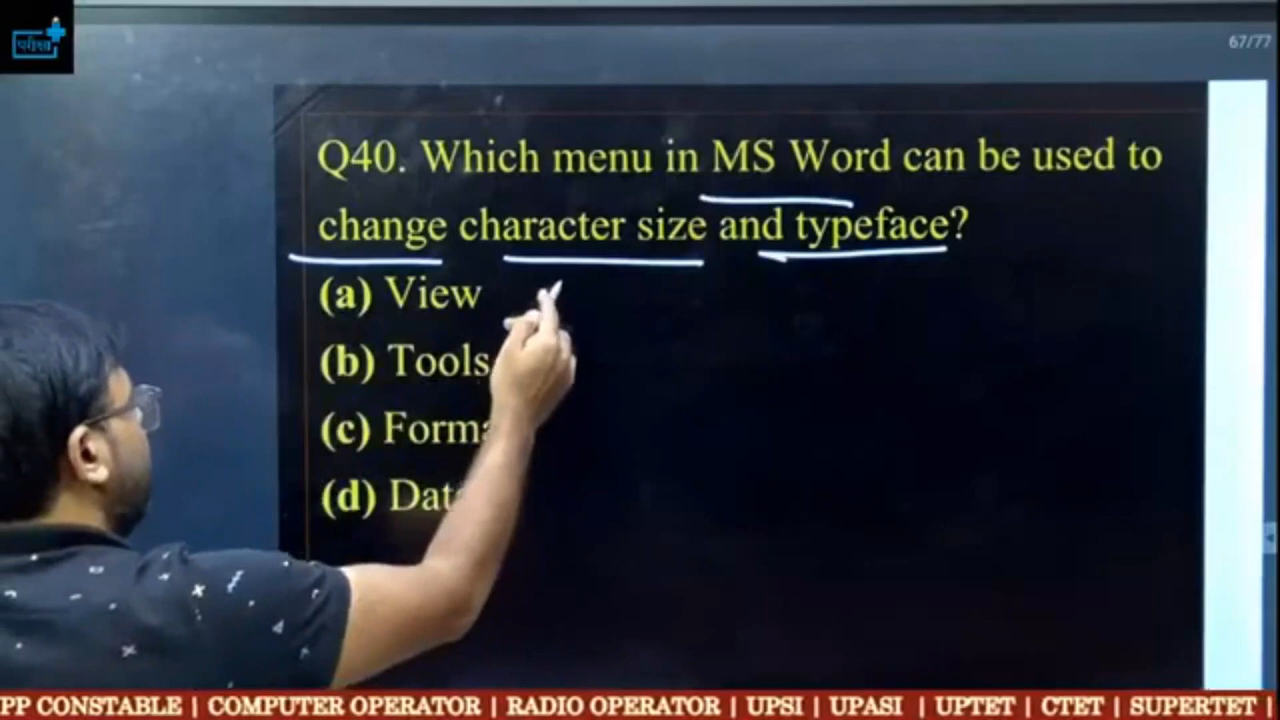 परीक्षा
67/77
Q40. Which menu in MS Word can be used to
change character size and typeface?
(a) View
(b) Tools
(c) Forma
(d) Dat
PP CONSTABLE | COMPUTER OPERATOR | RADIO OPERATOR | UPSI | UPASI | UPTET | CTET | SUPERTET |